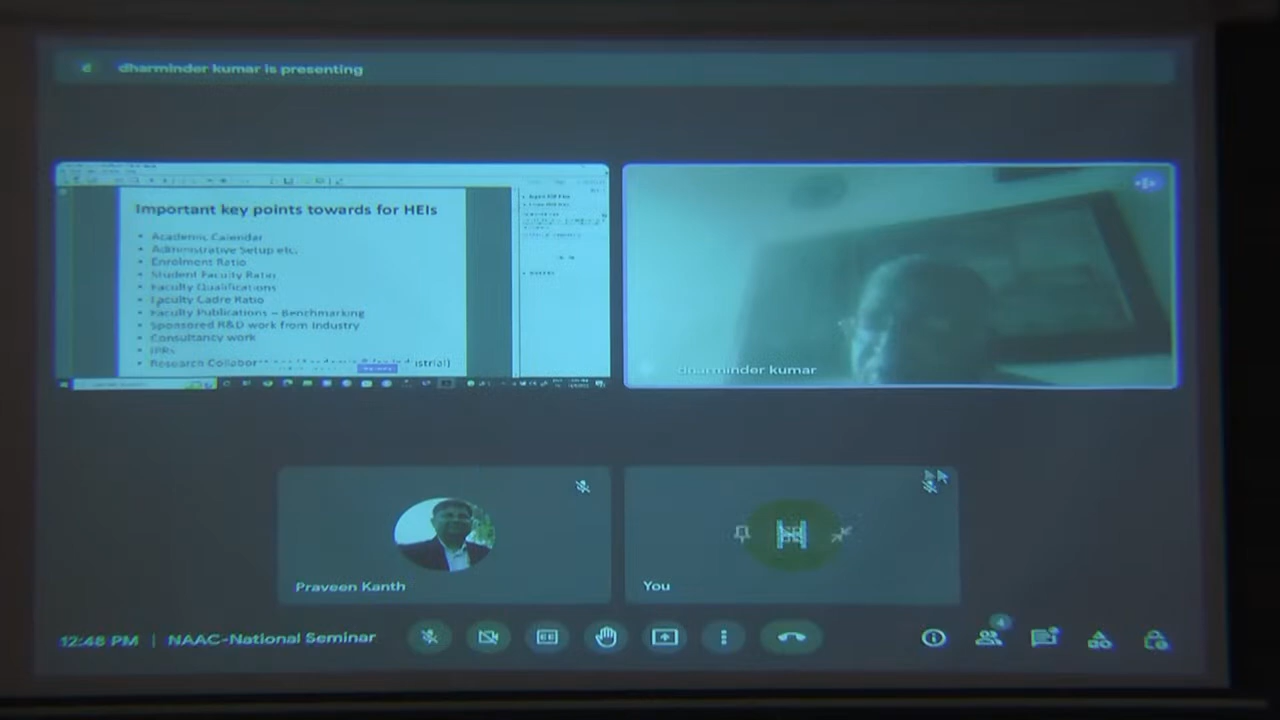 d dharminder kumar is presenting
Important key points towards for HEIs
• Academic Calendar
• Administrative Setup etc.
• Enrolment Ratio
• Student Faculty Ratio
• Faculty Qualifications
• Faculty Cadre Ratio
• Faculty Publications – Benchmarking
• Sponsored R&D work from Industry
• Consultancy work
• IPRs
• Research
dharminder kumar
Praveen Kanth
H
You
12:48 PM | NAAC-National Seminar
CC
4